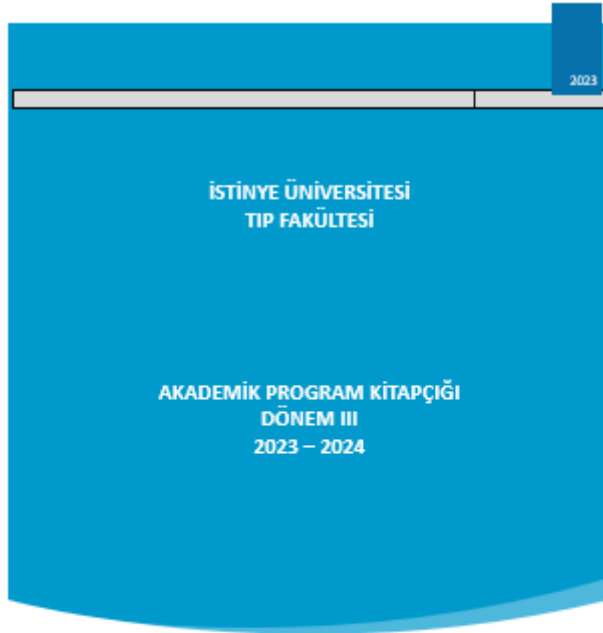 2023
İSTİNYE ÜNİVERSİTESİ
TIP FAKÜLTESİ
AKADEMİK PROGRAM KİTAPÇIĞI
DÖNEM III
2023 – 2024